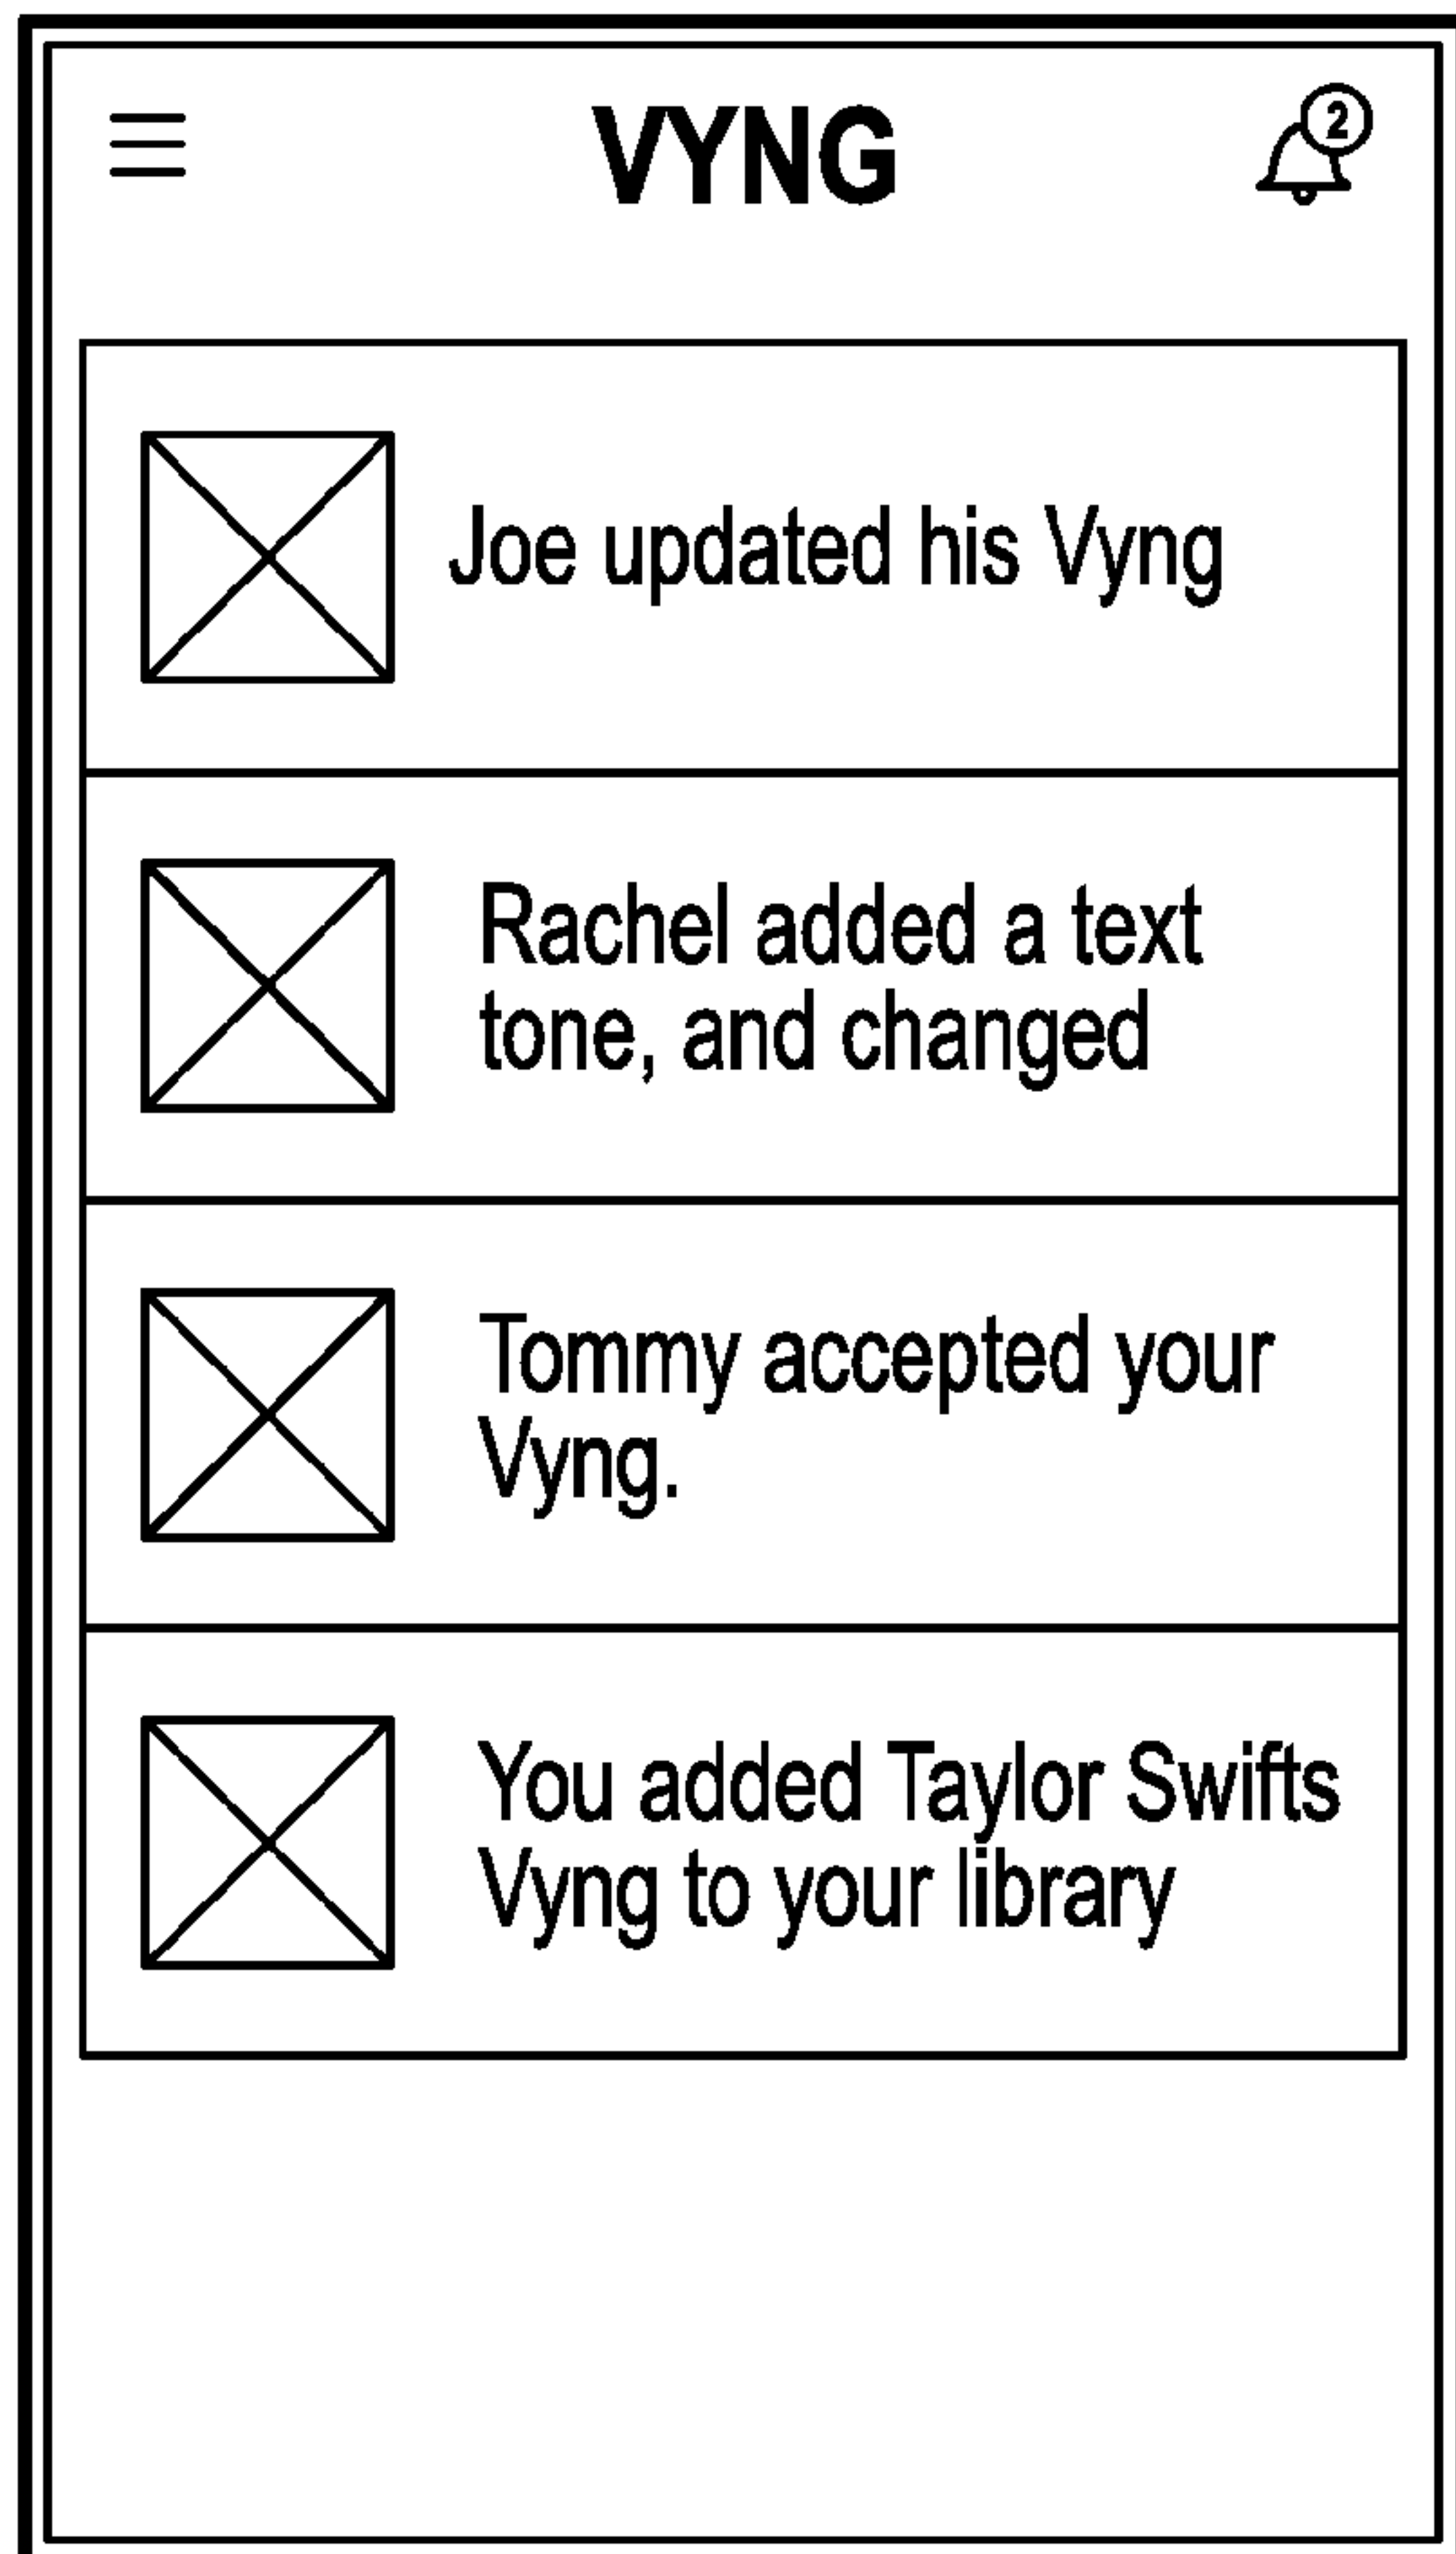 VYNG
2
Joe updated his Vyng
Rachel added a text
tone, and changed
Tommy accepted your
Vyng.
You added Taylor Swifts
Vyng to your library